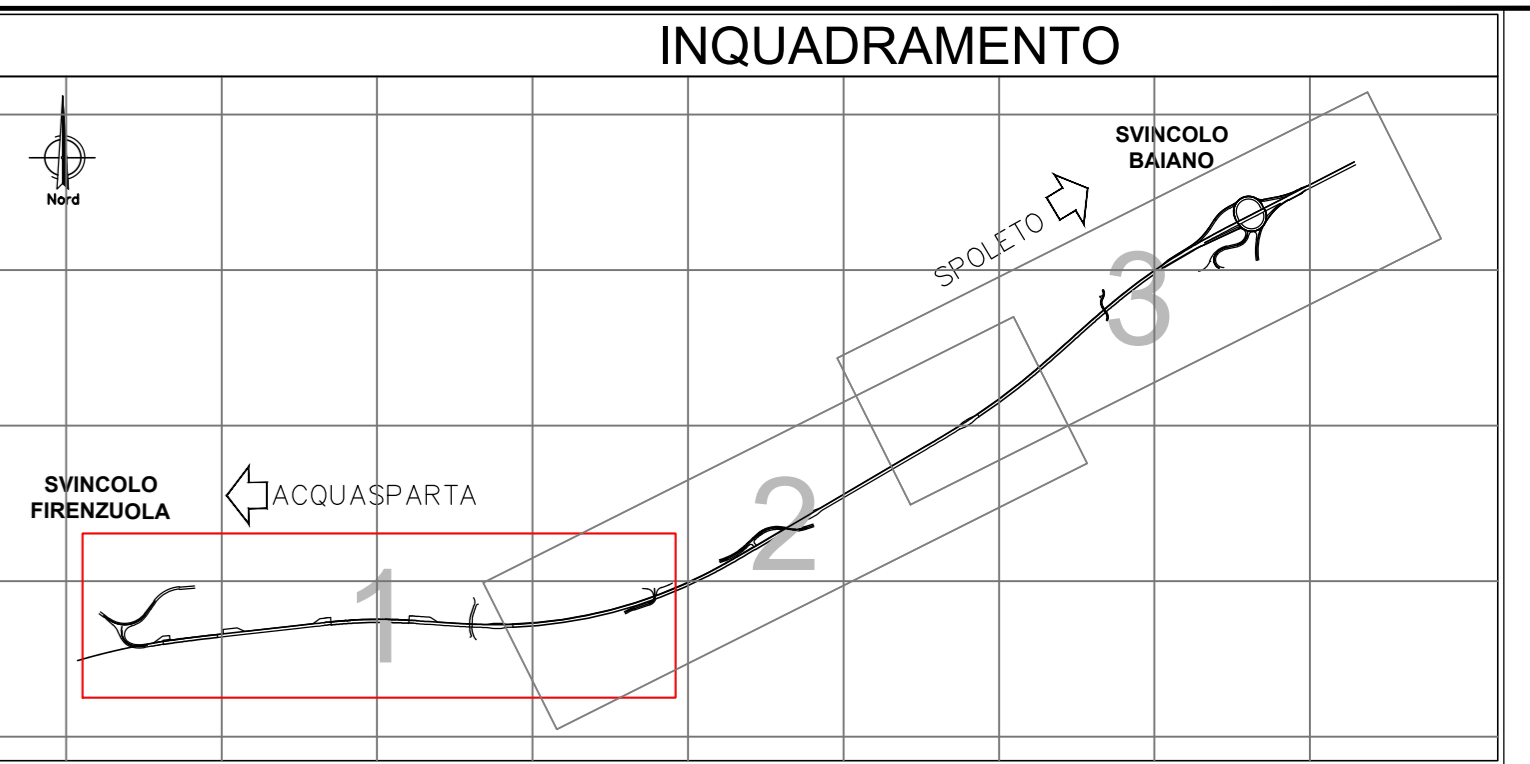 INQUADRAMENTO
Nord
SVINCOLO
BAIANO
SPOLETO
3
SVINCOLO
FIRENZUOLA
ACQUASPARTA
2
1